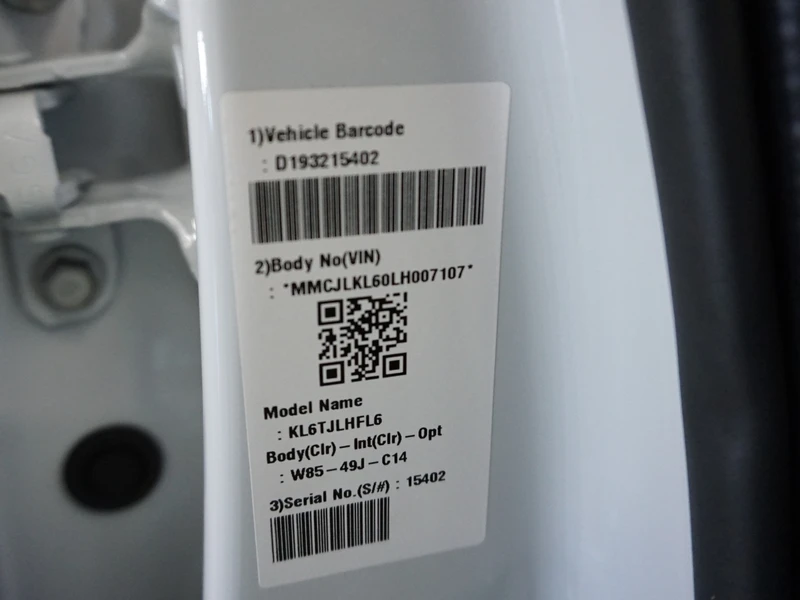 1)Vehicle Barcode
: D193215402
2)Body No(VIN)
: *MMCJLKL60LH007107*
Model Name
: KL6TJLHFL6
Body(Clr)−Int(Clr)−Opt
: W85−49J−C14
3)Serial No.(S/#) : 15402